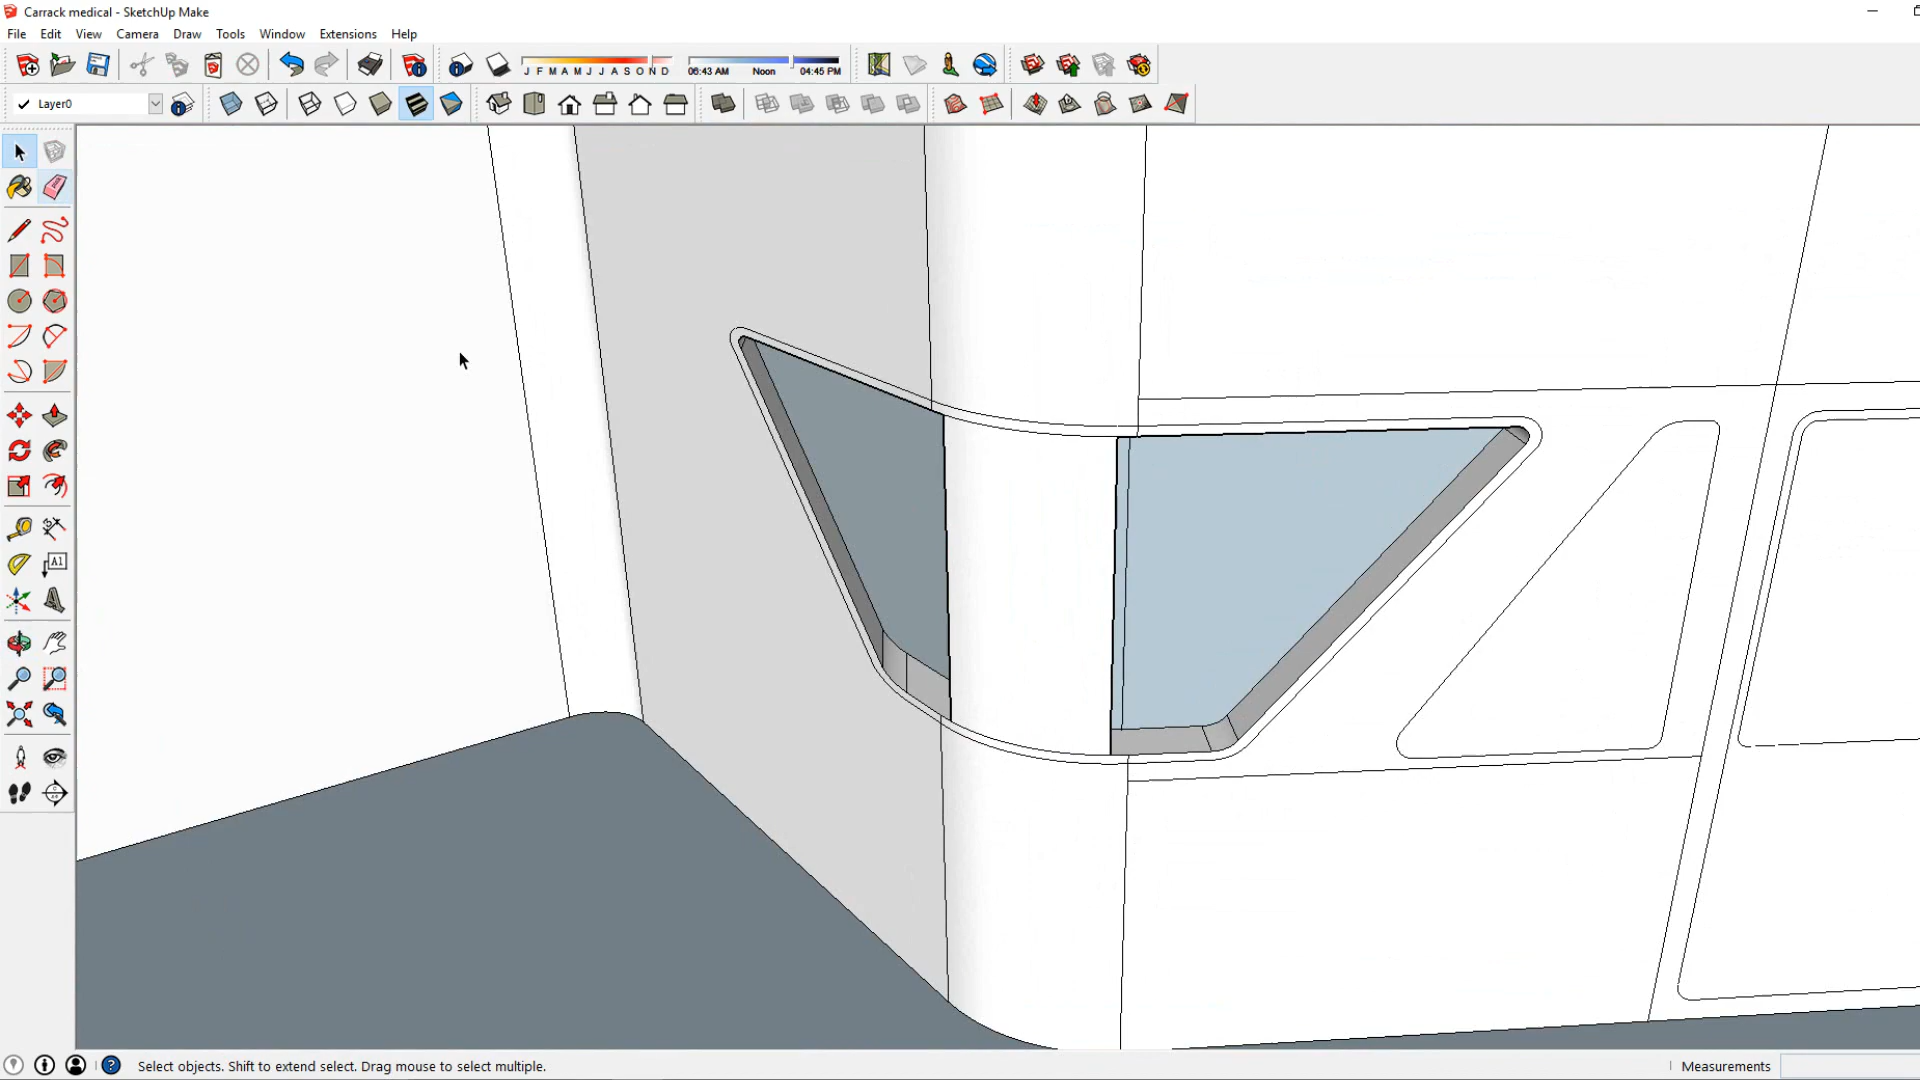 Carrack medical - SketchUp Make
File Edit View Camera Draw Tools Window Extensions Help
J F M A M J J A S O N D
06:43 AM Noon 04:45 PM
Layer0
A1
Select objects. Shift to extend select. Drag mouse to select multiple.
Measurements